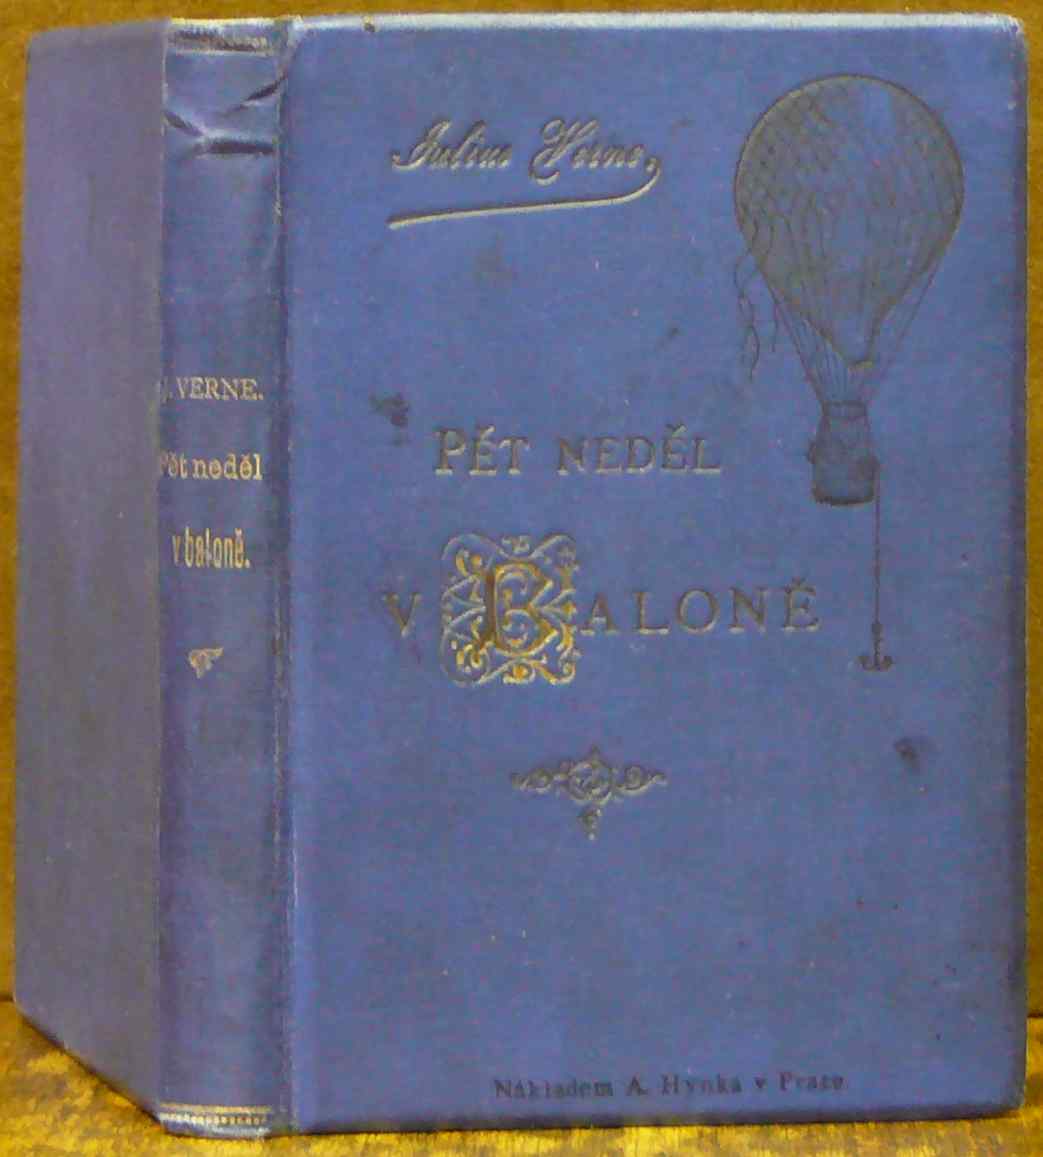 J. VERNE.
Pět neděl
v baloně.
Julius Verne.
PĚT NEDĚL
V BALONĚ
Nákladem A. Hynka v Praze